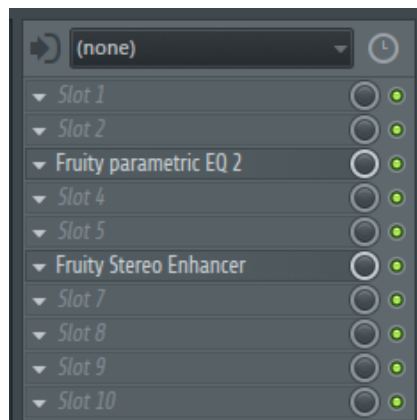 (none)
Slot 1
Slot 2
Fruity parametric EQ 2
Slot 4
Slot 5
Fruity Stereo Enhancer
Slot 7
Slot 8
Slot 9
Slot 10